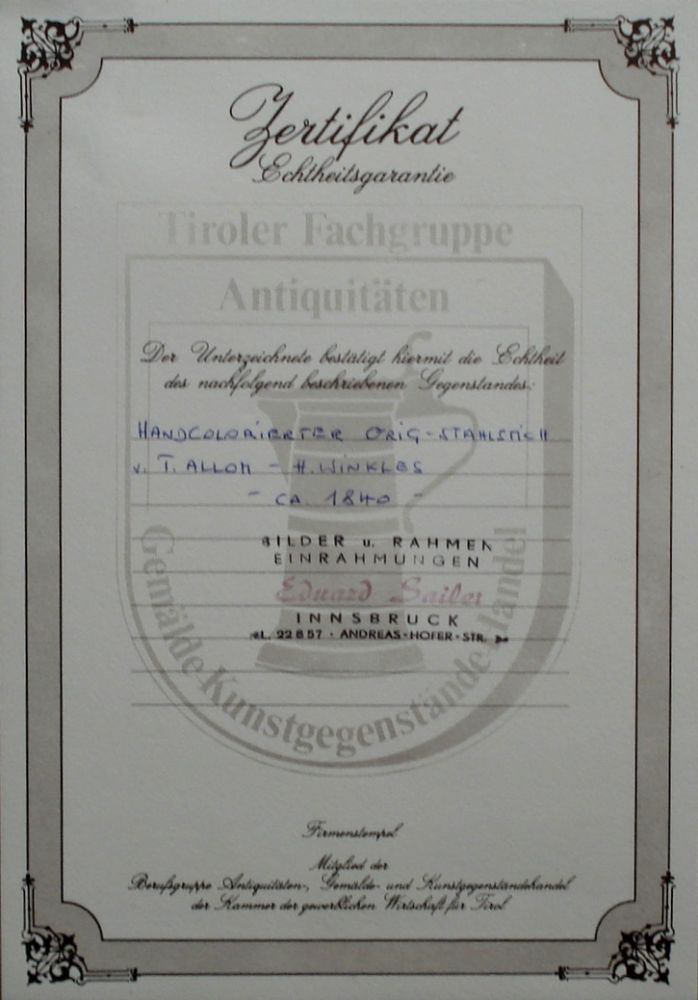 Zertifikat
Echtheitsgarantie
Tiroler Fachgruppe
Antiquitäten
Der Unterzeichnete bestätigt hiermit die Echtheit
des nachfolgend beschriebenen Gegenstandes:
HANDCOLORIERTER ORIG-STAHLSTICH
v. T. ALLOM - H. WINKLES
- CA. 1840 -
BILDER u. RAHMEN
EINRAHMUNGEN
Eduard Sailer
INNSBRUCK
TEL. 22857 · ANDREAS-HOFER-STR.
Gemälde Kunstgegenstände handel
Firmenstempel
Mitglied der
Berufsgruppe Antiquitäten-, Gemälde- und Kunstgegenständehandel
der Kammer der gewerblichen Wirtschaft für Tirol